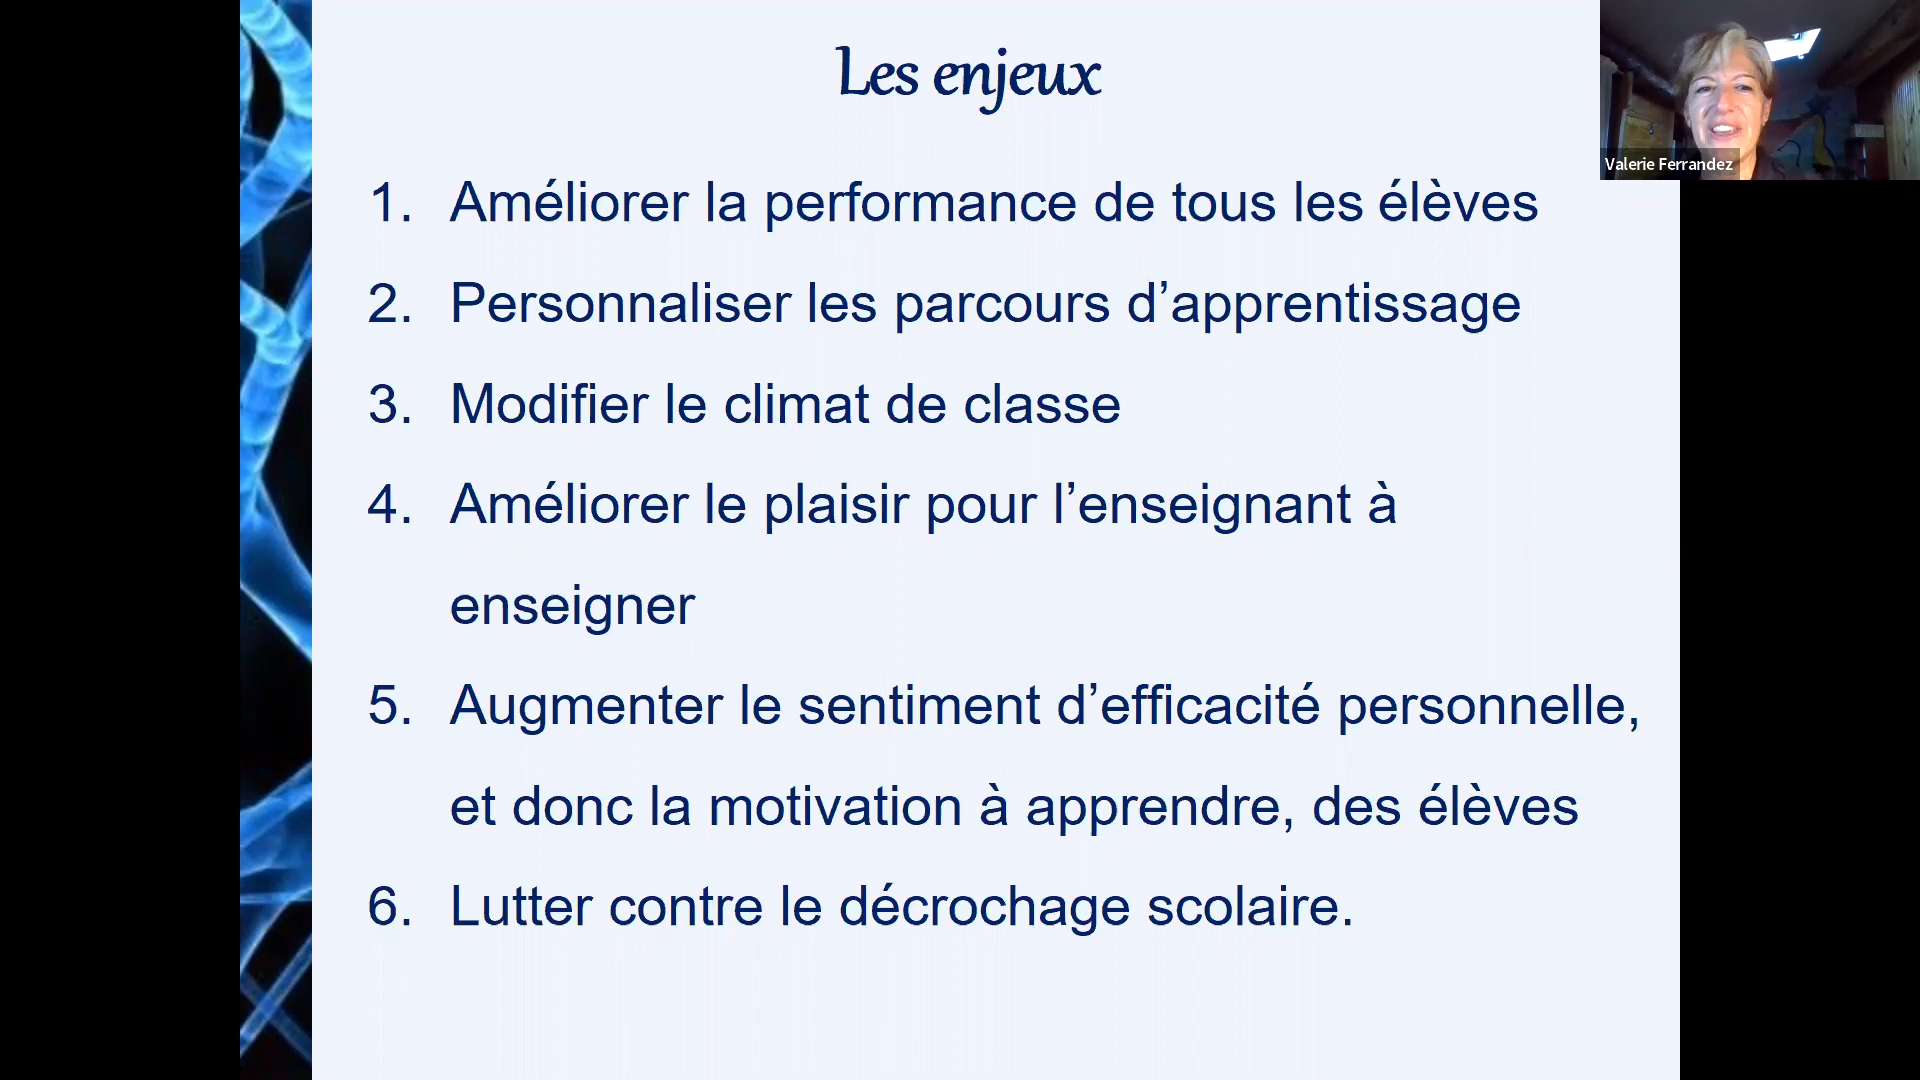 Les enjeux
Valerie Ferrandez
1. Améliorer la performance de tous les élèves
2. Personnaliser les parcours d’apprentissage
3. Modifier le climat de classe
4. Améliorer le plaisir pour l’enseignant à
enseigner
5. Augmenter le sentiment d’efficacité personnelle,
et donc la motivation à apprendre, des élèves
6. Lutter contre le décrochage scolaire.